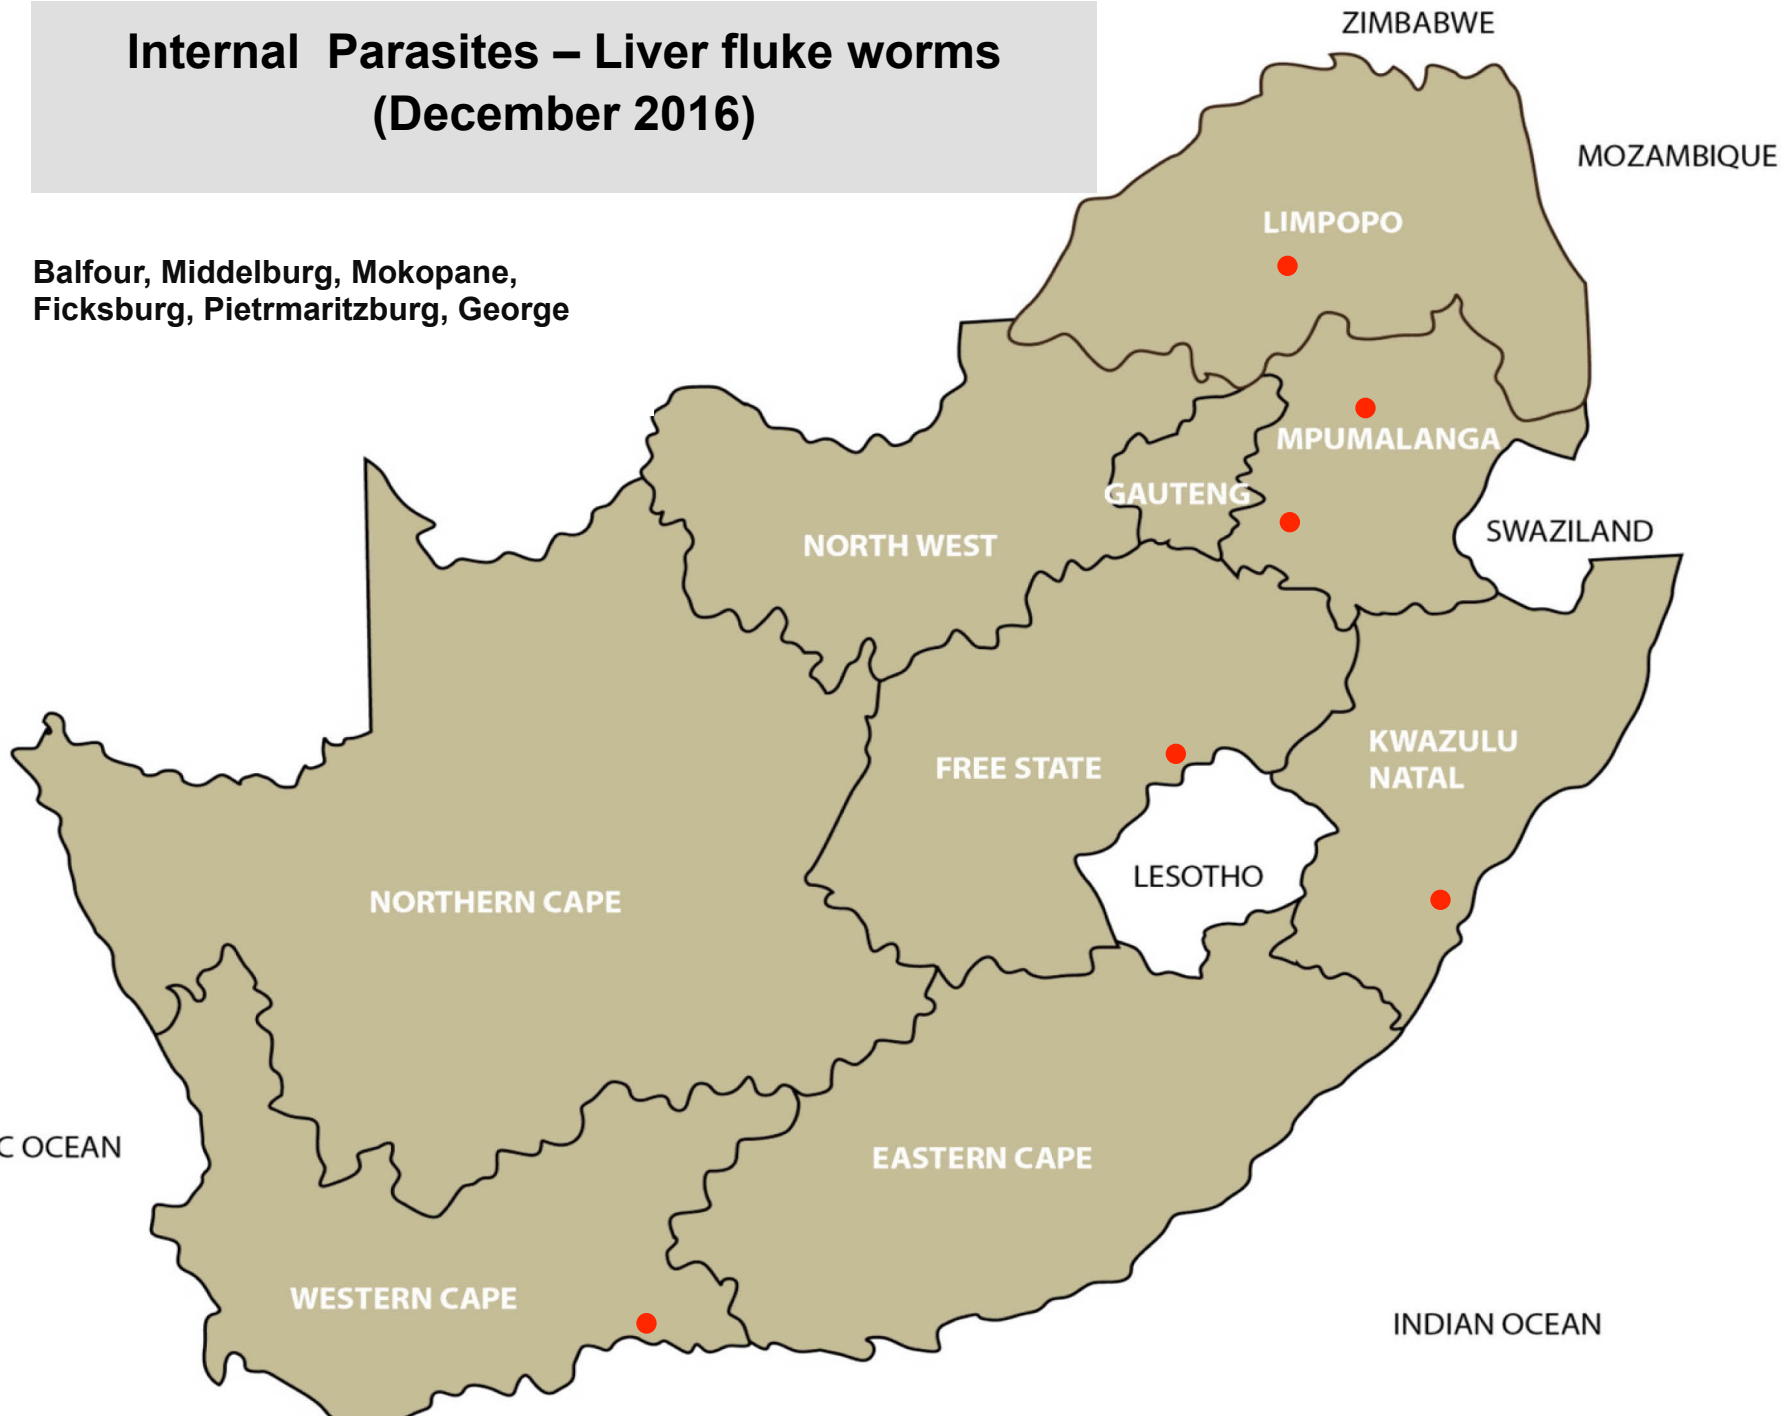 Internal  Parasites – Liver fluke worms
(December 2016)
Balfour, Middelburg, Mokopane,
Ficksburg, Pietrmaritzburg, George
ZIMBABWE
MOZAMBIQUE
LIMPOPO
MPUMALANGA
GAUTENG
SWAZILAND
NORTH WEST
KWAZULU
NATAL
FREE STATE
LESOTHO
NORTHERN CAPE
C OCEAN
EASTERN CAPE
WESTERN CAPE
INDIAN OCEAN